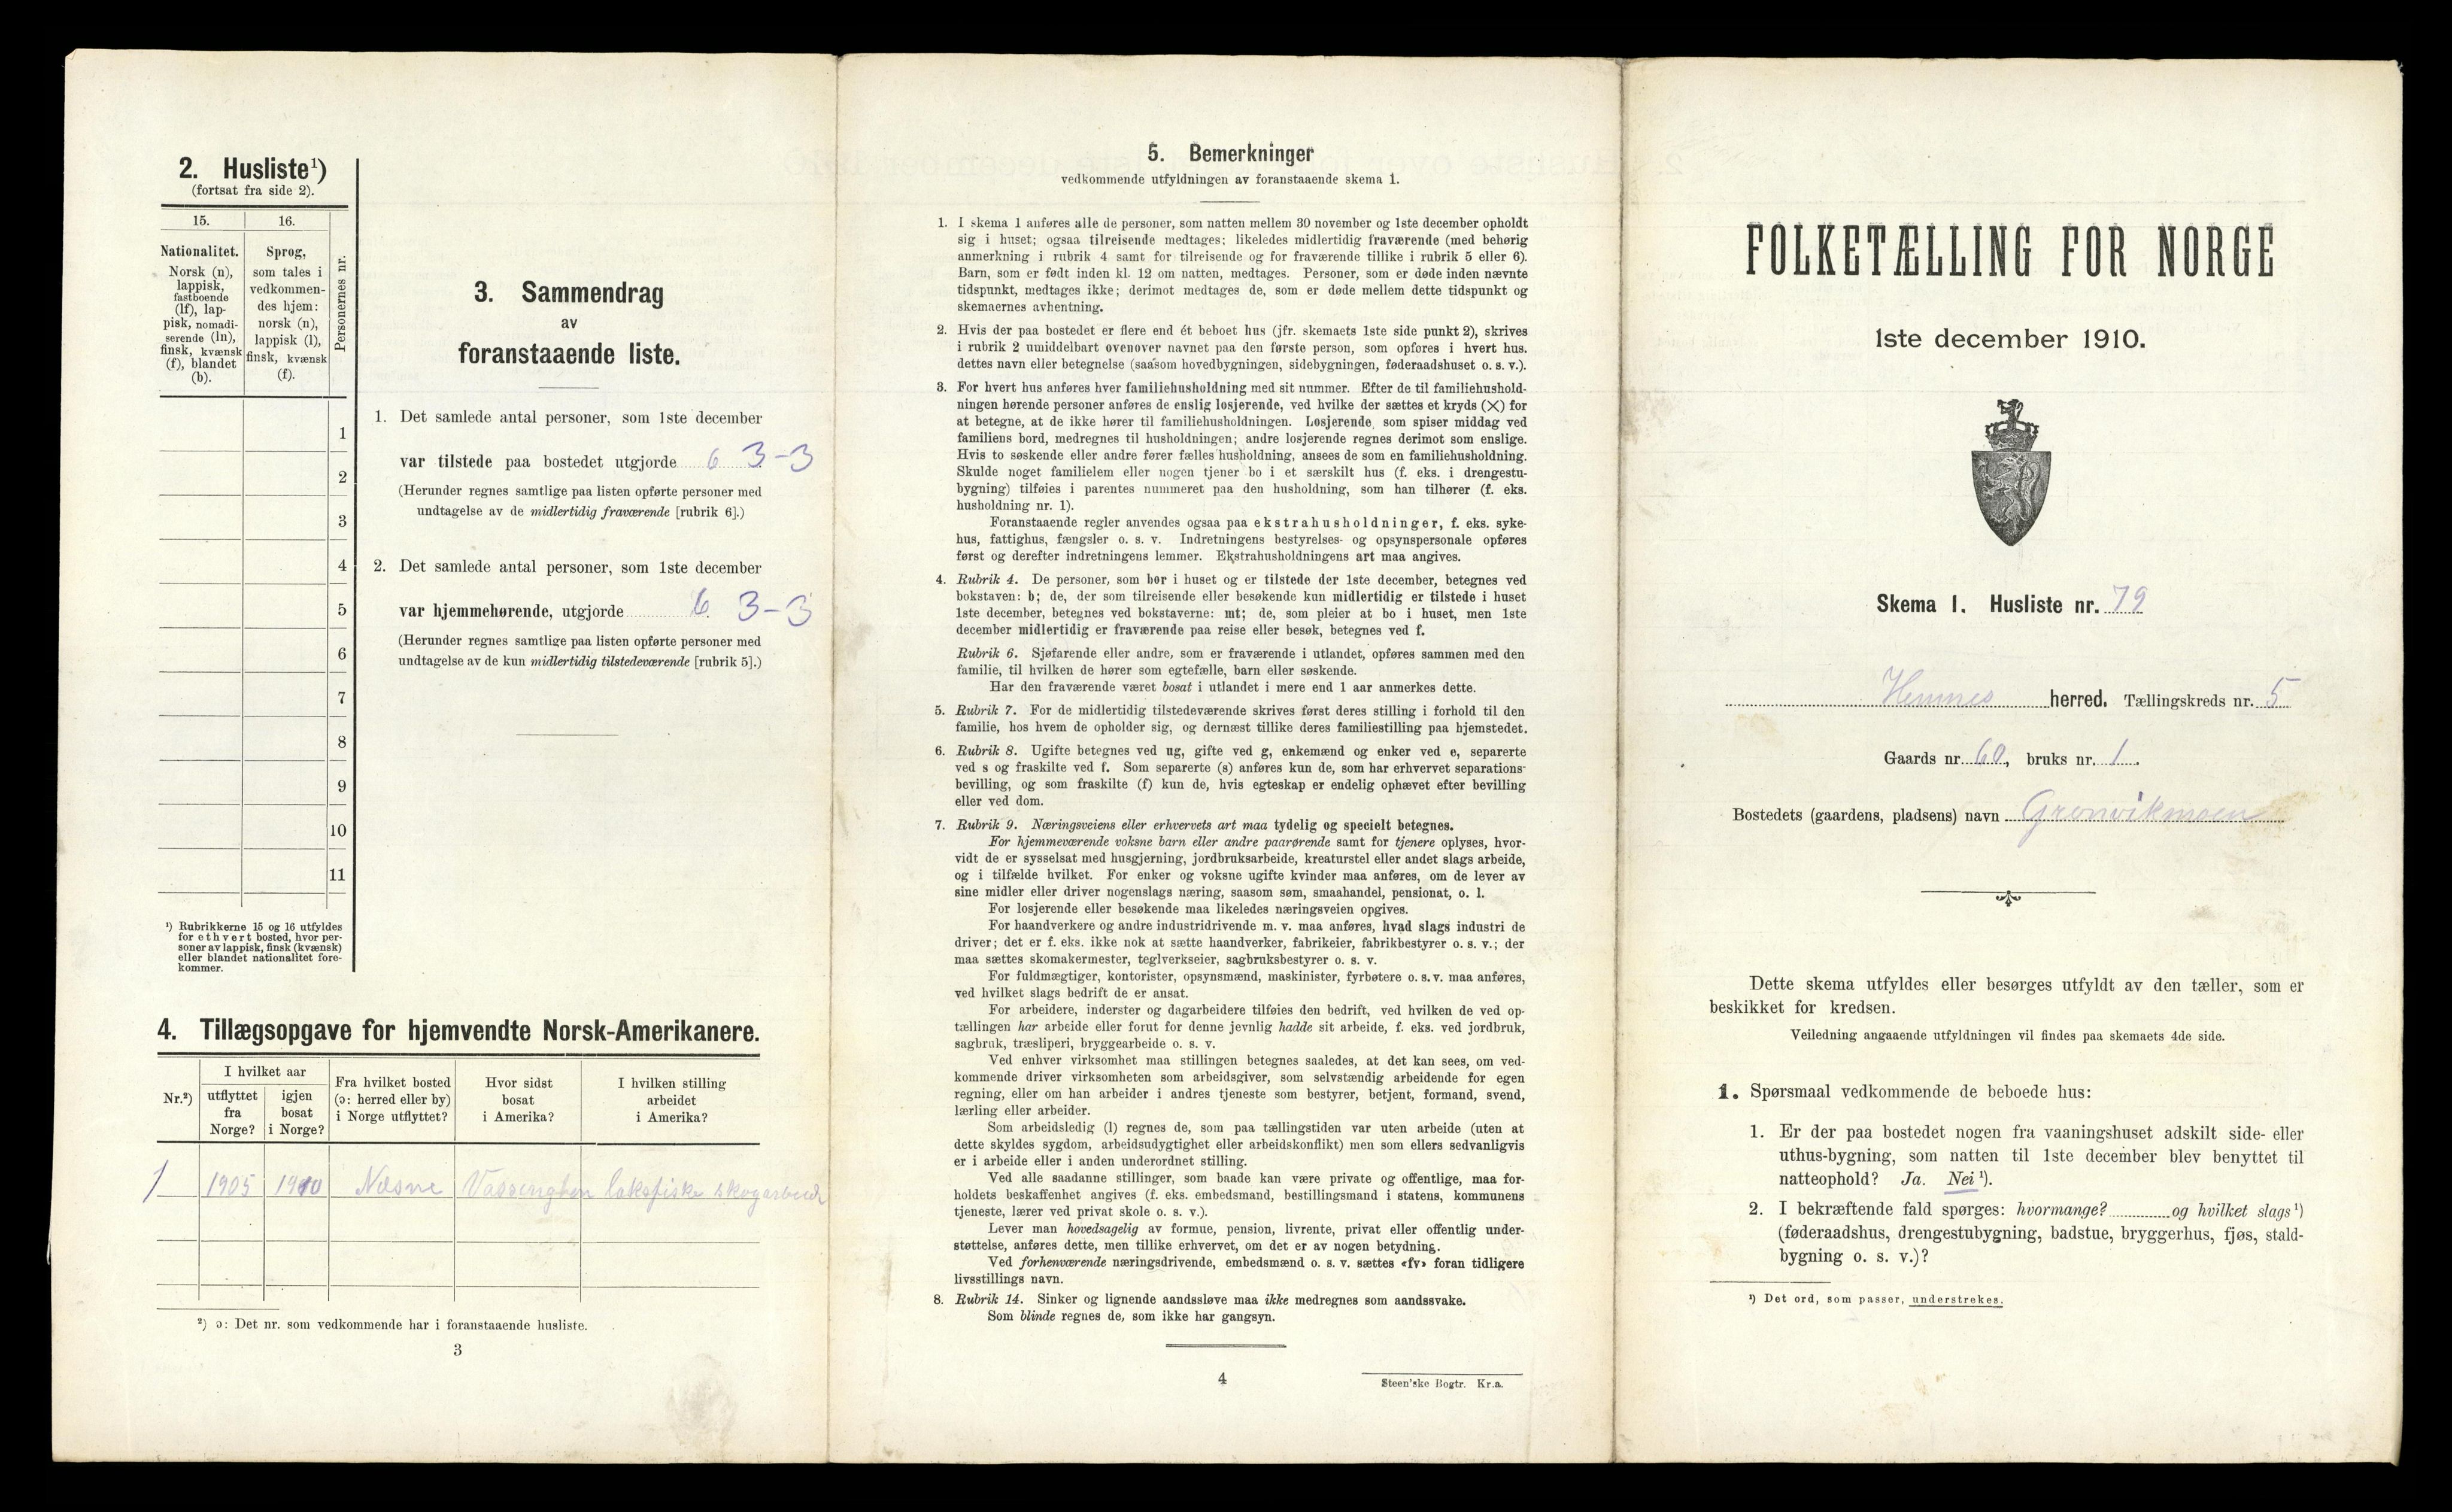 2. Husliste¹)
(fortsat fra side 2).
15.
16.
Personernes nr.
Nationalitet.
Norsk (n),
lappisk,
fastboende
(lf), lap-
pisk, nomadi-
serende (ln),
finsk, kvænsk
(f), blandet
(b).
Sprog,
som tales i
vedkommen-
des hjem:
norsk (n),
lappisk (l),
finsk, kvænsk
(f).
1
2
3
4
5
6
7
8
9
10
11
¹) Rubrikkerne 15 og 16 utfyldes
for ethvert bosted, hvor per-
soner av lappisk, finsk (kvænsk)
eller blandet nationalitet fore-
kommer.
3. Sammendrag
av
foranstaaende liste.
1. Det samlede antal personer, som 1ste december
var tilstede paa bostedet utgjorde 6 3-3
(Herunder regnes samtlige paa listen opførte personer med
undtagelse av de midlertidig fraværende [rubrik 6].)
2. Det samlede antal personer, som 1ste december
var hjemmehørende, utgjorde 6. 3-3
(Herunder regnes samtlige paa listen opførte personer med
undtagelse av de kun midlertidig tilstedeværende [rubrik 5].)
4. Tillægsopgave for hjemvendte Norsk-Amerikanere.
Nr.²)
I hvilket aar
utflyttet
fra
Norge?
igjen
bosat
i Norge?
Fra hvilket bosted
(ɔ: herred eller by)
i Norge utflyttet?
Hvor sidst
bosat
i Amerika?
I hvilken stilling
arbeidet
i Amerika?
1 1905 1910 Næsne Vassington laksfiske skogarbeide
²) ɔ: Det nr. som vedkommende har i foranstaaende husliste.
3
5. Bemerkninger
vedkommende utfyldningen av foranstaaende skema 1.
1. I skema 1 anføres alle de personer, som natten mellem 30 november og 1ste december opholdt
sig i huset; ogsaa tilreisende medtages; likeledes midlertidig fraværende (med behørig
anmerkning i rubrik 4 samt for tilreisende og for fraværende tillike i rubrik 5 eller 6).
Barn, som er født inden kl. 12 om natten, medtages. Personer, som er døde inden nævnte
tidspunkt, medtages ikke; derimot medtages de, som er døde mellem dette tidspunkt og
skemaernes avhentning.
2. Hvis der paa bostedet er flere end ét beboet hus (jfr. skemaets 1ste side punkt 2), skrives
i rubrik 2 umiddelbart ovenover navnet paa den første person, som opføres i hvert hus.
dettes navn eller betegnelse (saasom hovedbygningen, sidebygningen, føderaadshuset o. s. v.).
3. For hvert hus anføres hver familiehusholdning med sit nummer. Efter de til familiehushold-
ningen hørende personer anføres de enslig losjerende, ved hvilke der sættes et kryds (×) for
at betegne, at de ikke hører til familiehusholdningen. Losjerende, som spiser middag ved
familiens bord, medregnes til husholdningen; andre losjerende regnes derimot som enslige.
Hvis to søskende eller andre fører fælles husholdning, ansees de som en familiehusholdning.
Skulde noget familielem eller nogen tjener bo i et særskilt hus (f. eks. i drengestu-
bygning) tilføies i parentes nummeret paa den husholdning, som han tilhører (f. eks.
husholdning nr. 1).
Foranstaaende regler anvendes ogsaa paa ekstrahusholdninger, f. eks. syke-
hus, fattighus, fængsler o. s. v. Indretningens bestyrelses- og opsynspersonale opføres
først og derefter indretningens lemmer. Ekstrahusholdningens art maa angives.
4. Rubrik 4. De personer, som bor i huset og er tilstede der 1ste december, betegnes ved
bokstaven: b; de, der som tilreisende eller besøkende kun midlertidig er tilstede i huset
1ste december, betegnes ved bokstaverne: mt; de, som pleier at bo i huset, men 1ste
december midlertidig er fraværende paa reise eller besøk, betegnes ved f.
Rubrik 6. Sjøfarende eller andre, som er fraværende i utlandet, opføres sammen med den
familie, til hvilken de hører som egtefælle, barn eller søskende.
Har den fraværende været bosat i utlandet i mere end 1 aar anmerkes dette.
5. Rubrik 7. For de midlertidig tilstedeværende skrives først deres stilling i forhold til den
familie, hos hvem de opholder sig, og dernæst tillike deres familiestilling paa hjemstedet.
6. Rubrik 8. Ugifte betegnes ved ug, gifte ved g, enkemænd og enker ved e, separerte
ved s og fraskilte ved f. Som separerte (s) anføres kun de, som har erhvervet separations-
bevilling, og som fraskilte (f) kun de, hvis egteskap er endelig ophævet efter bevilling
eller ved dom.
7. Rubrik 9. Næringsveiens eller erhvervets art maa tydelig og specielt betegnes.
For hjemmeværende voksne barn eller andre paarørende samt for tjenere oplyses, hvor-
vidt de er sysselsat med husgjerning, jordbruksarbeide, kreaturstel eller andet slags arbeide,
og i tilfælde hvilket. For enker og voksne ugifte kvinder maa anføres, om de lever av
sine midler eller driver nogenslags næring, saasom søm, smaahandel, pensionat, o. l.
For losjerende eller besøkende maa likeledes næringsveien opgives.
For haandverkere og andre industridrivende m. v. maa anføres, hvad slags industri de
driver; det er f. eks. ikke nok at sætte haandverker, fabrikeier, fabrikbestyrer o. s. v.; der
maa sættes skomakermester, teglverkseier, sagbruksbestyrer o. s. v.
For fuldmægtiger, kontorister, opsynsmænd, maskinister, fyrbøtere o. s. v. maa anføres,
ved hvilket slags bedrift de er ansat.
For arbeidere, inderster og dagarbeidere tilføies den bedrift, ved hvilken de ved op-
tællingen har arbeide eller forut for denne jevnlig hadde sit arbeide, f. eks. ved jordbruk,
sagbruk, træsliperi, bryggearbeide o. s. v.
Ved enhver virksomhet maa stillingen betegnes saaledes, at det kan sees, om ved-
kommende driver virksomheten som arbeidsgiver, som selvstændig arbeidende for egen
regning, eller om han arbeider i andres tjeneste som bestyrer, betjent, formand, svend,
lærling eller arbeider.
Som arbeidsledig (l) regnes de, som paa tællingstiden var uten arbeide (uten at
dette skyldes sygdom, arbeidsudygtighet eller arbeidskonflikt) men som ellers sedvanligvis
er i arbeide eller i anden underordnet stilling.
Ved alle saadanne stillinger, som baade kan være private og offentlige, maa for-
holdets beskaffenhet angives (f. eks. embedsmand, bestillingsmand i statens, kommunens
tjeneste, lærer ved privat skole o. s. v.).
Lever man hovedsagelig av formue, pension, livrente, privat eller offentlig under-
støttelse, anføres dette, men tillike erhvervet, om det er av nogen betydning.
Ved forhenværende næringsdrivende, embedsmænd o. s. v. sættes «fv» foran tidligere
livsstillings navn.
8. Rubrik 14. Sinker og lignende aandssløve maa ikke medregnes som aandssvake.
Som blinde regnes de, som ikke har gangsyn.
4
Steen'ske Bogtr. Kr.a.
FOLKETÆLLING FOR NORGE
1ste december 1910.
Skema 1. Husliste nr. 79
Hemnes herred. Tællingskreds nr. 5
Gaards nr. 60, bruks nr. 1.
Bostedets (gaardens, pladsens) navn Grønvikmoen
Dette skema utfyldes eller besørges utfyldt av den tæller, som er
beskikket for kredsen.
Veiledning angaaende utfyldningen vil findes paa skemaets 4de side.
1. Spørsmaal vedkommende de beboede hus:
1. Er der paa bostedet nogen fra vaaningshuset adskilt side- eller
uthus-bygning, som natten til 1ste december blev benyttet til
natteophold? Ja. Nei ¹).
2. I bekræftende fald spørges: hvormange? og hvilket slags ¹)
(føderaadshus, drengestubygning, badstue, bryggerhus, fjøs, stald-
bygning o. s. v.)?
¹) Det ord, som passer, understrekes.